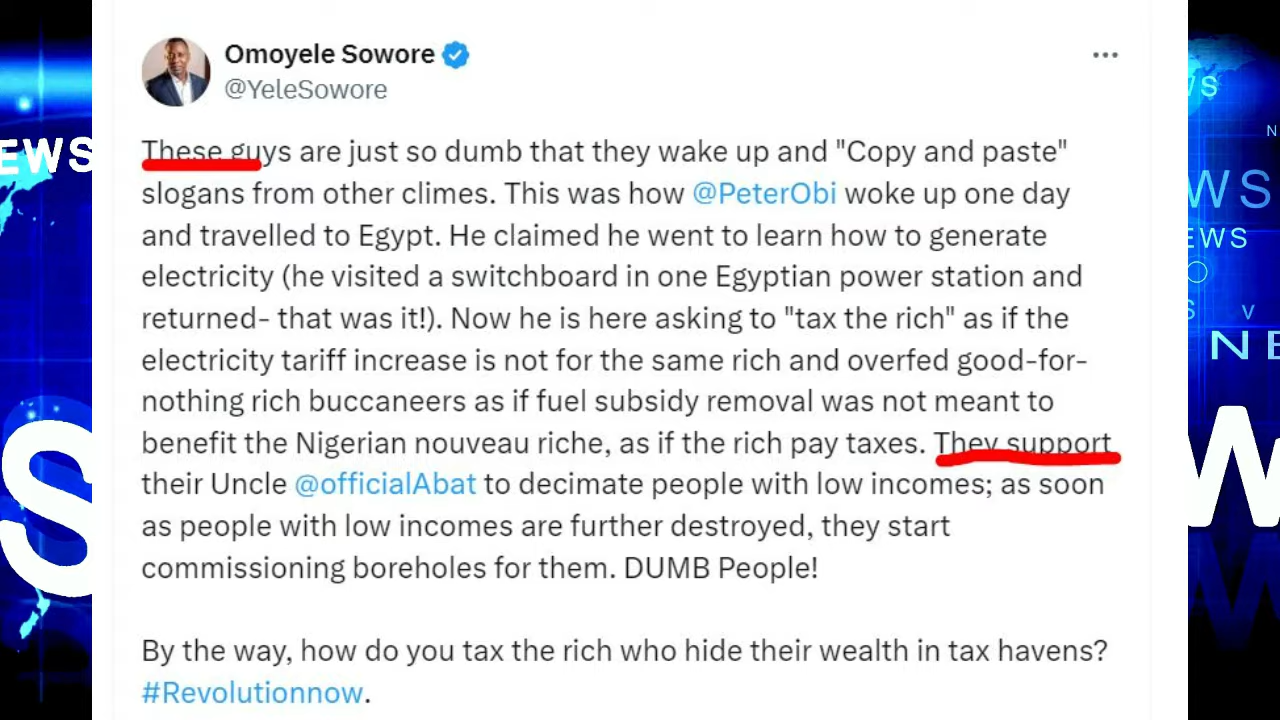 Omoyele Sowore
@YeleSowore
These guys are just so dumb that they wake up and "Copy and paste"
slogans from other climes. This was how @PeterObi woke up one day
and travelled to Egypt. He claimed he went to learn how to generate
electricity (he visited a switchboard in one Egyptian power station and
returned- that was it!). Now he is here asking to "tax the rich" as if the
electricity tariff increase is not for the same rich and overfed good-for-
nothing rich buccaneers as if fuel subsidy removal was not meant to
benefit the Nigerian nouveau riche, as if the rich pay taxes. They support
their Uncle @officialAbat to decimate people with low incomes; as soon
as people with low incomes are further destroyed, they start
commissioning boreholes for them. DUMB People!
By the way, how do you tax the rich who hide their wealth in tax havens?
#Revolutionnow.